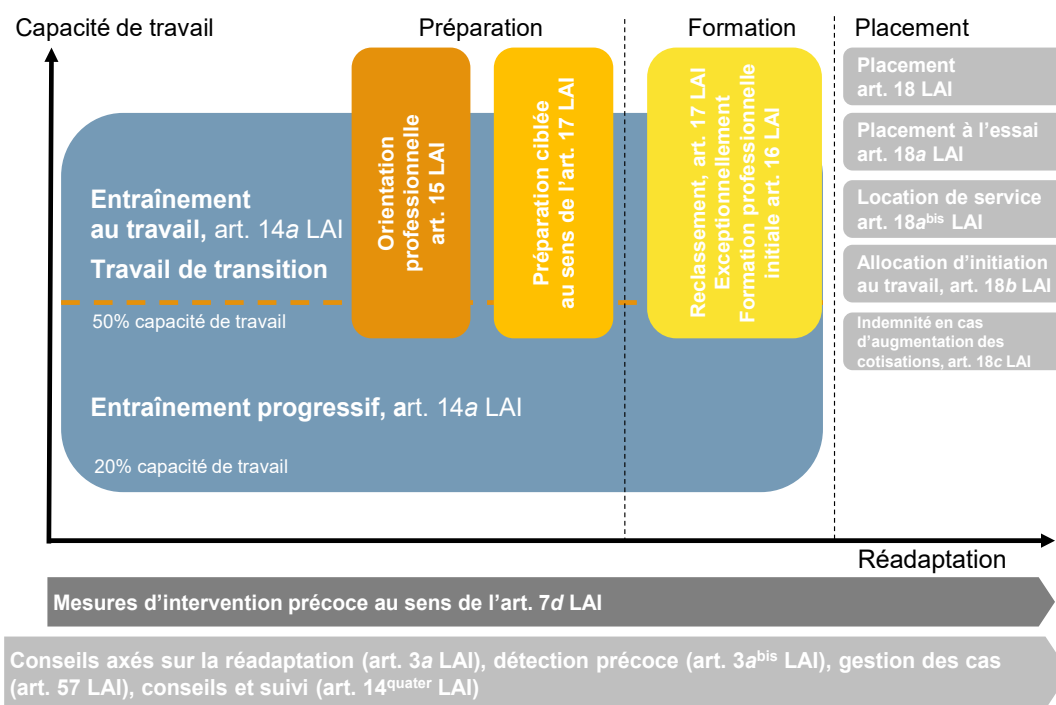 Capacité de travail
Préparation
Formation
Placement
Entraînement
au travail, art. 14a LAI
Travail de transition
50% capacité de travail
Entraînement progressif, art. 14a LAI
20% capacité de travail
Orientation
professionnelle
art. 15 LAI
Préparation ciblée
au sens de l'art. 17 LAI
Reclassement, art. 17 LAI
Exceptionnellement
Formation professionnelle
initiale art. 16 LAI
Placement
art. 18 LAI
Placement à l'essai
art. 18a LAI
Location de service
art. 18a^bis LAI
Allocation d'initiation
au travail, art. 18b LAI
Indemnité en cas
d'augmentation des
cotisations, art. 18c LAI
Réadaptation
Mesures d'intervention précoce au sens de l'art. 7d LAI
Conseils axés sur la réadaptation (art. 3a LAI), détection précoce (art. 3a^bis LAI), gestion des cas
(art. 57 LAI), conseils et suivi (art. 14^quater LAI)